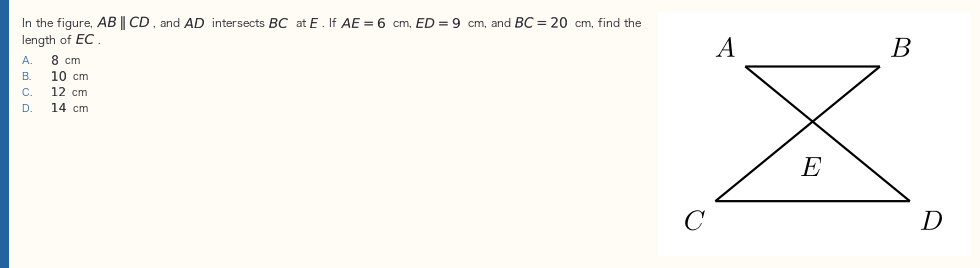 In the figure, AB ∥ CD , and AD intersects BC at E . If AE = 6 cm, ED = 9 cm, and BC = 20 cm, find the
length of EC .
A. 8 cm
B. 10 cm
C. 12 cm
D. 14 cm
A B
E
C D